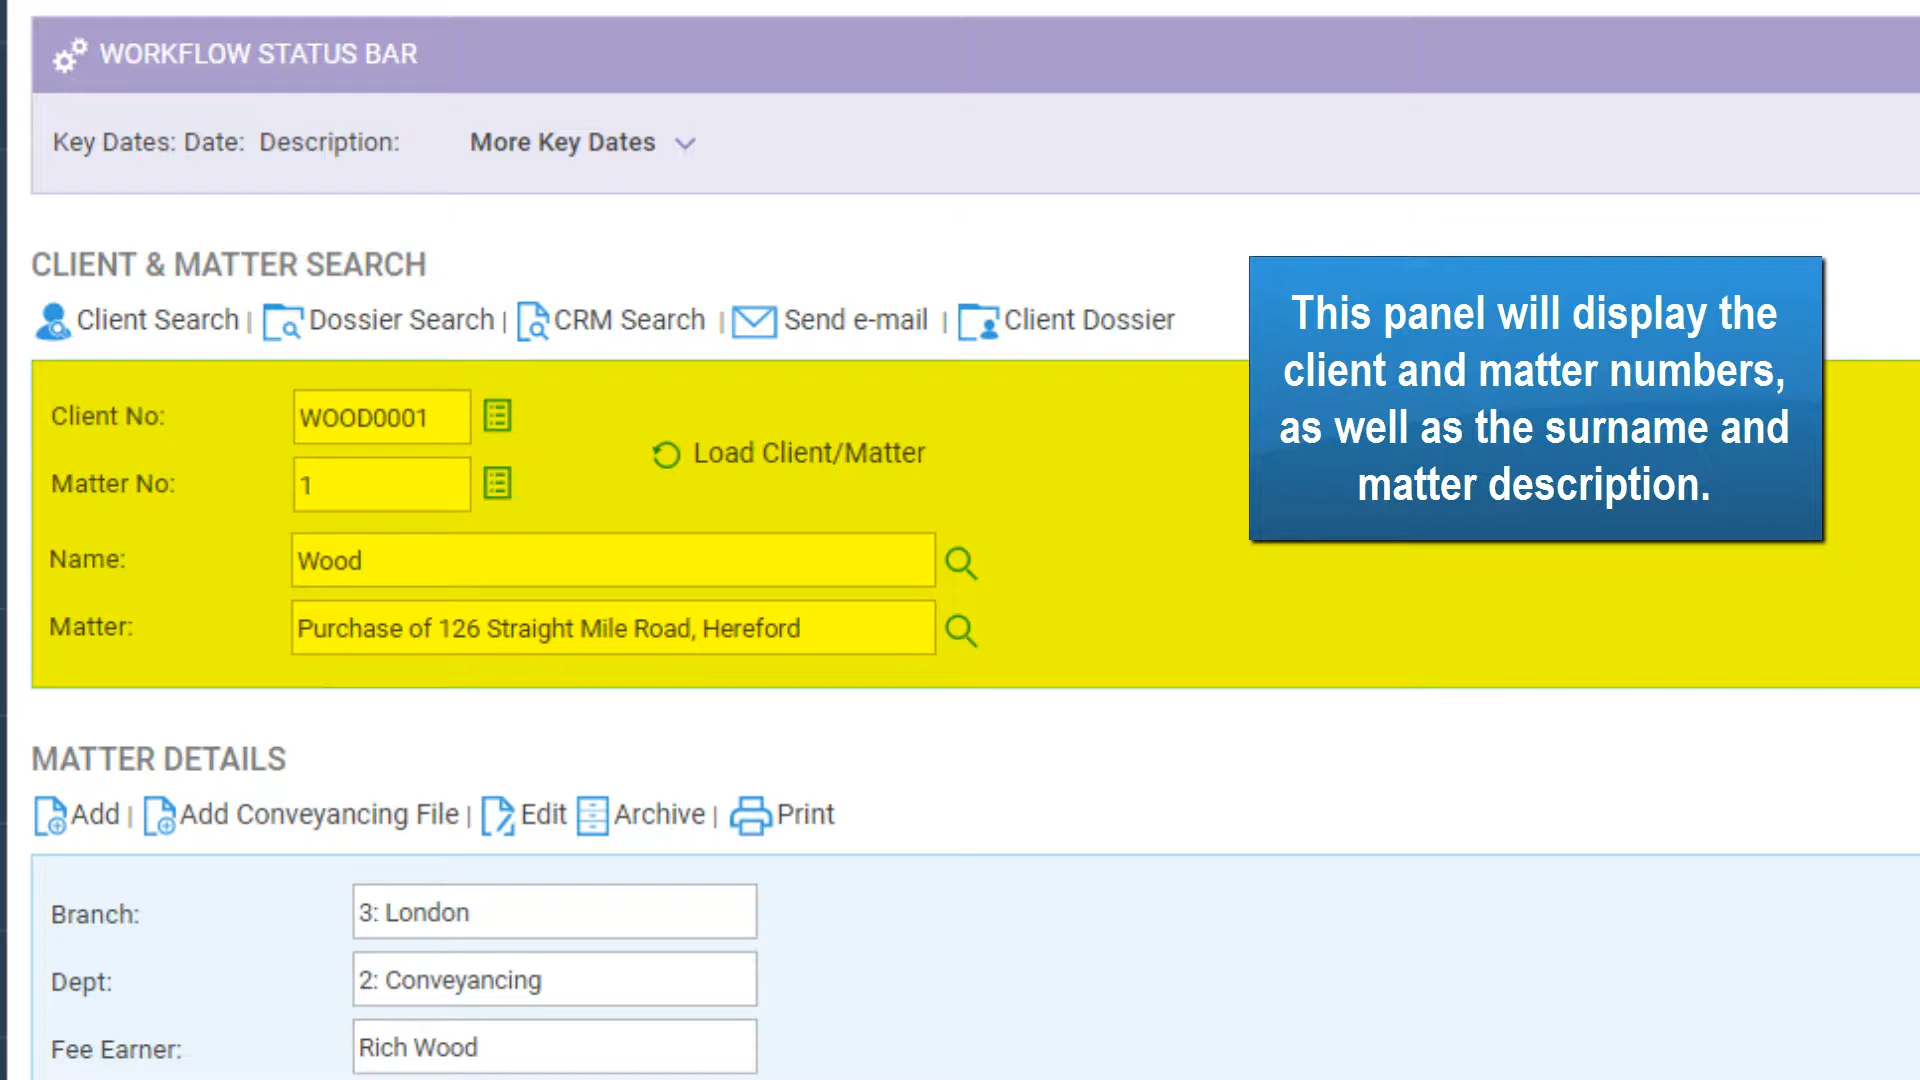 WORKFLOW STATUS BAR
Key Dates: Date: Description: More Key Dates
CLIENT & MATTER SEARCH
Client Search | Dossier Search | CRM Search | Send e-mail | Client Dossier
This panel will display the
client and matter numbers,
as well as the surname and
matter description.
Client No: WOOD0001
Load Client/Matter
Matter No: 1
Name: Wood
Matter: Purchase of 126 Straight Mile Road, Hereford
MATTER DETAILS
Add | Add Conveyancing File | Edit Archive | Print
Branch: 3: London
Dept: 2: Conveyancing
Fee Earner: Rich Wood